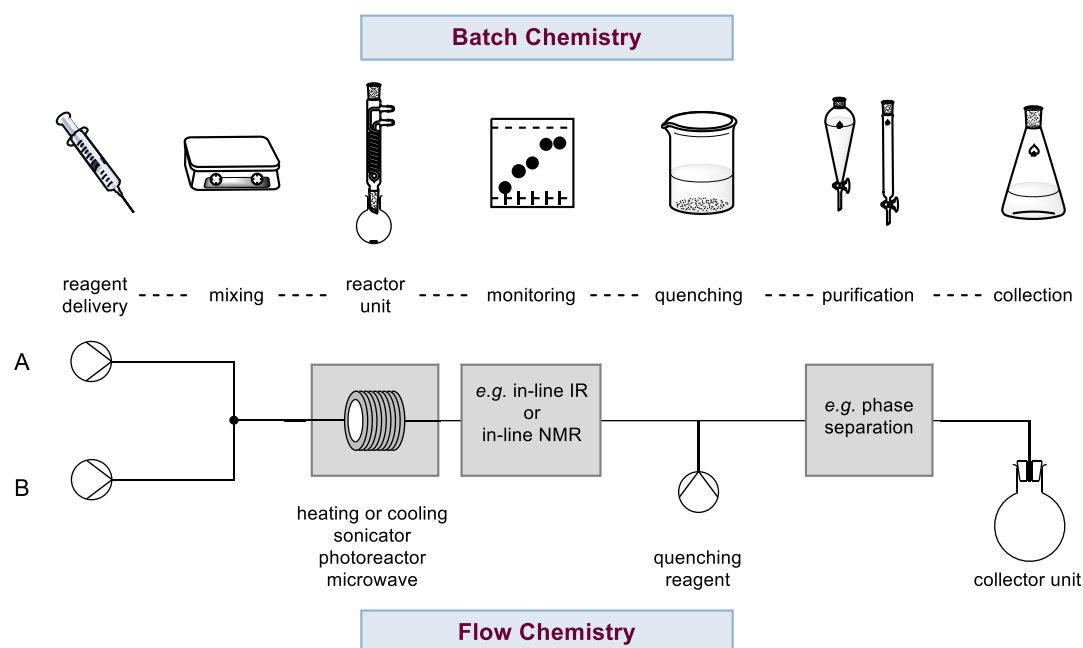 Batch Chemistry
reagent
delivery
mixing
reactor
unit
monitoring
quenching
purification
collection
A
B
e.g. in-line IR
or
in-line NMR
e.g. phase
separation
heating or cooling
sonicator
photoreactor
microwave
quenching
reagent
collector unit
Flow Chemistry